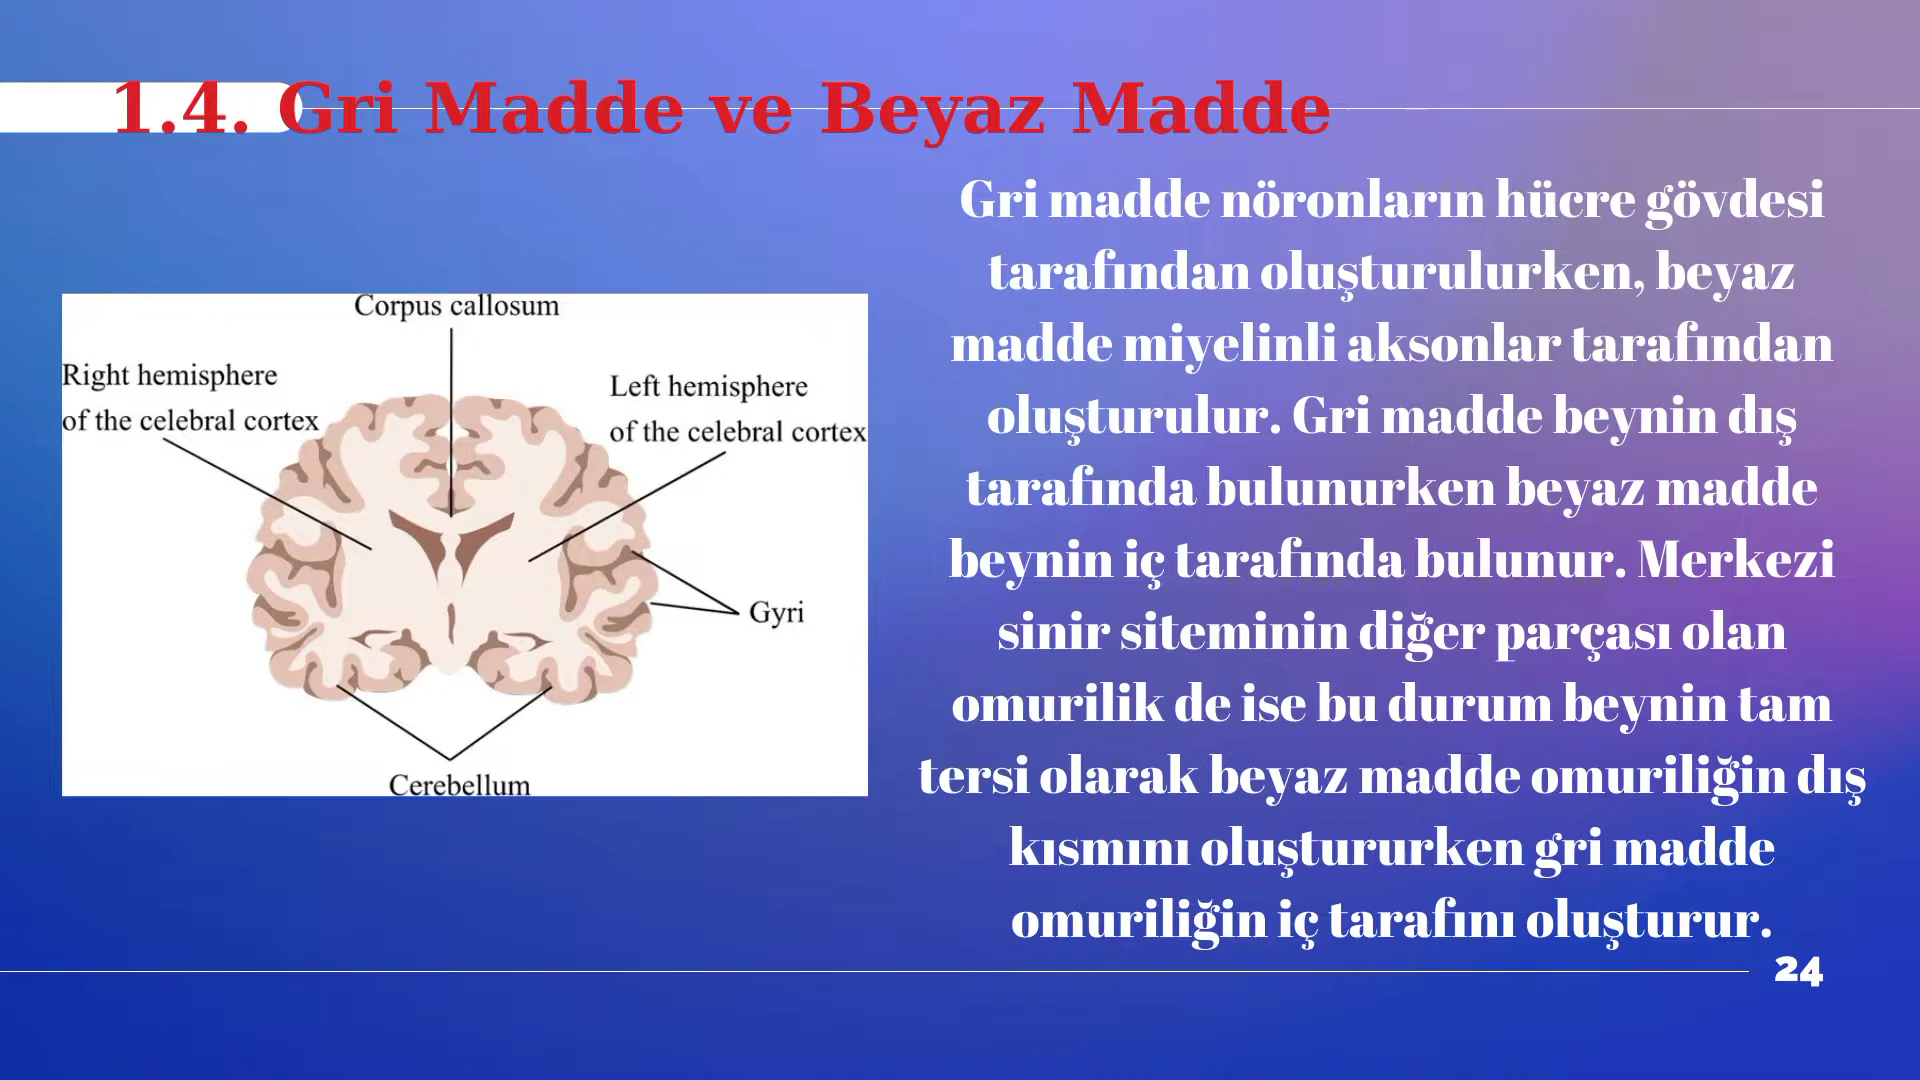 1.4. Gri Madde ve Beyaz Madde
Corpus callosum
Right hemisphere
of the celebral cortex
Left hemisphere
of the celebral cortex
Gyri
Cerebellum
Gri madde nöronların hücre gövdesi
tarafından oluşturulurken, beyaz
madde miyelinli aksonlar tarafından
oluşturulur. Gri madde beynin dış
tarafında bulunurken beyaz madde
beynin iç tarafında bulunur. Merkezi
sinir siteminin diğer parçası olan
omurilik de ise bu durum beynin tam
tersi olarak beyaz madde omuriliğin dış
kısmını oluştururken gri madde
omuriliğin iç tarafını oluşturur.
24